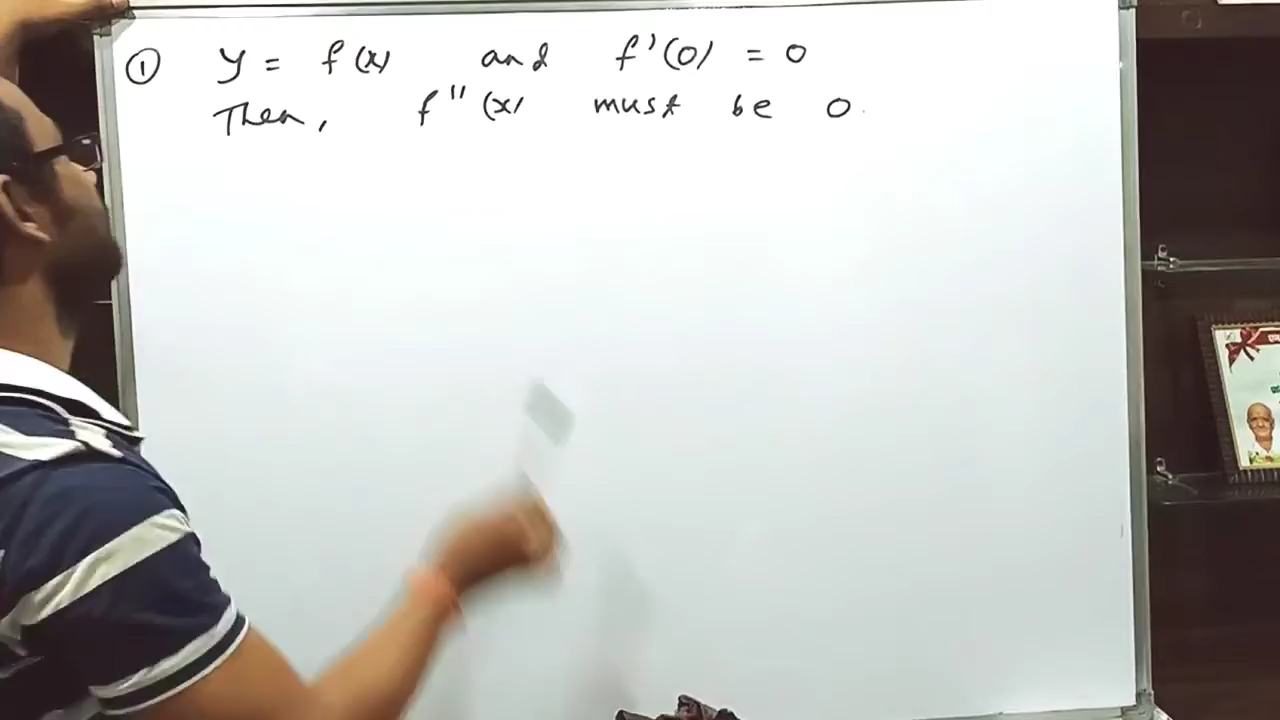 ① y = f(x) and f'(0) = 0
Then, f''(x) must be 0.